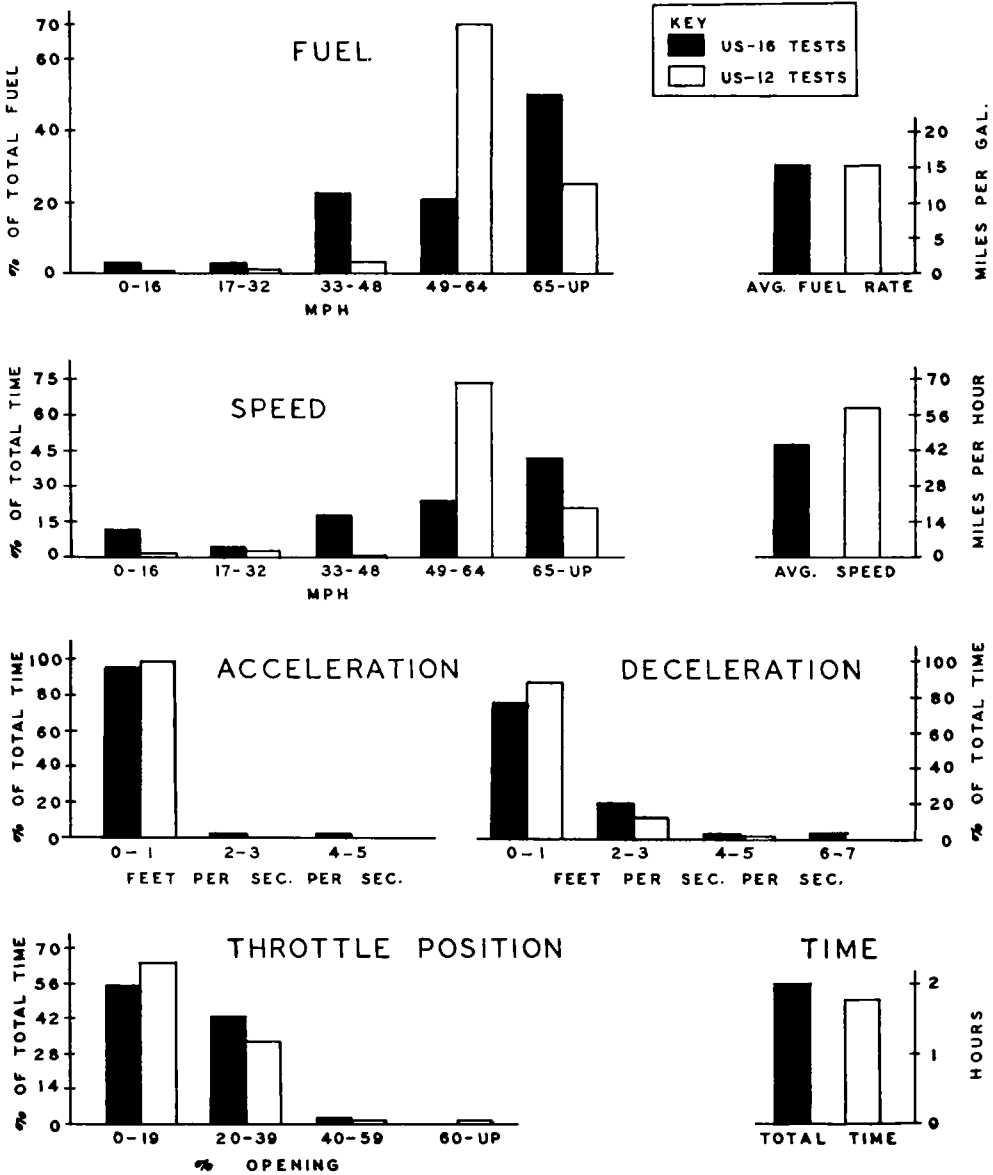 KEY
US-16 TESTS
US-12 TESTS
FUEL.
% OF TOTAL FUEL
70
60
40
20
0
0-16 17-32 33-48 49-64 65-UP
MPH
20
15
10
5
0
MILES PER GAL.
AVG. FUEL RATE
SPEED
% OF TOTAL TIME
75
60
45
30
15
0
0-16 17-32 33-48 49-64 65-UP
MPH
70
56
42
28
14
0
MILES PER HOUR
AVG. SPEED
ACCELERATION
% OF TOTAL TIME
100
80
60
40
20
0
0-1 2-3 4-5
FEET PER SEC. PER SEC.
DECELERATION
100
80
60
40
20
0
% OF TOTAL TIME
0-1 2-3 4-5 6-7
FEET PER SEC. PER SEC.
THROTTLE POSITION
% OF TOTAL TIME
70
56
42
28
14
0
0-19 20-39 40-59 60-UP
% OPENING
TIME
2
1
0
HOURS
TOTAL TIME